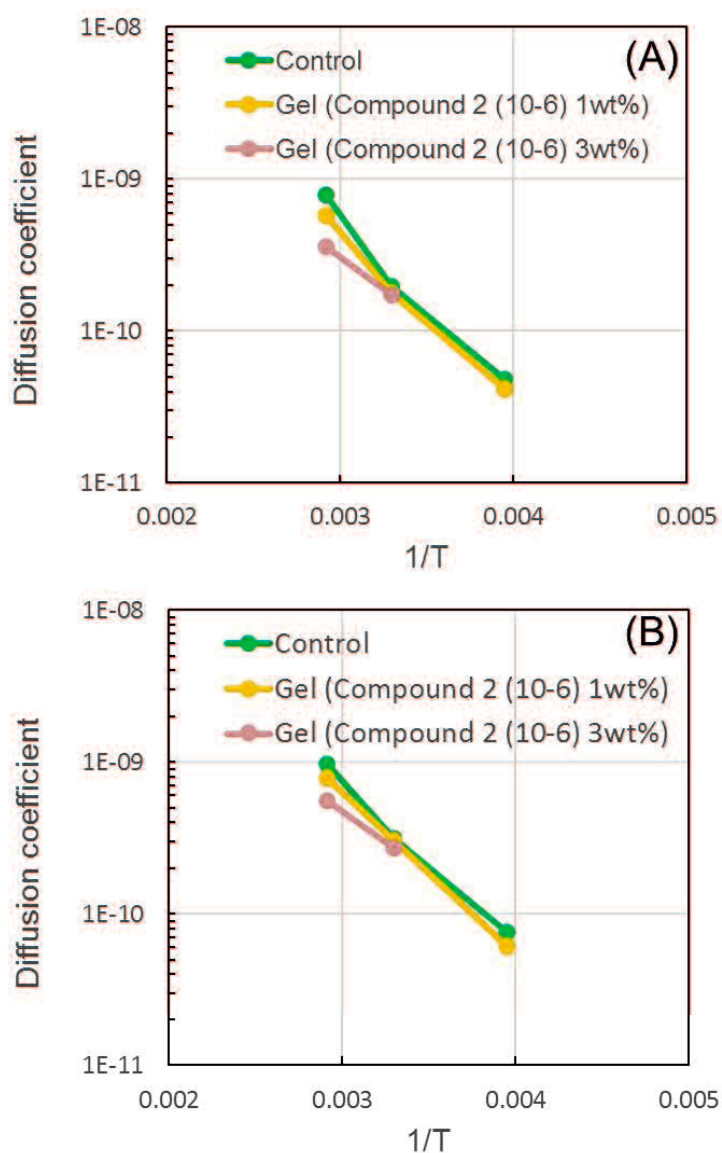 1E-08
(A)
Control
Gel (Compound 2 (10-6) 1wt%)
Gel (Compound 2 (10-6) 3wt%)
1E-09
Diffusion coefficient
1E-10
1E-11
0.002 0.003 0.004 0.005
1/T
1E-08
(B)
Control
Gel (Compound 2 (10-6) 1wt%)
Gel (Compound 2 (10-6) 3wt%)
1E-09
Diffusion coefficient
1E-10
1E-11
0.002 0.003 0.004 0.005
1/T